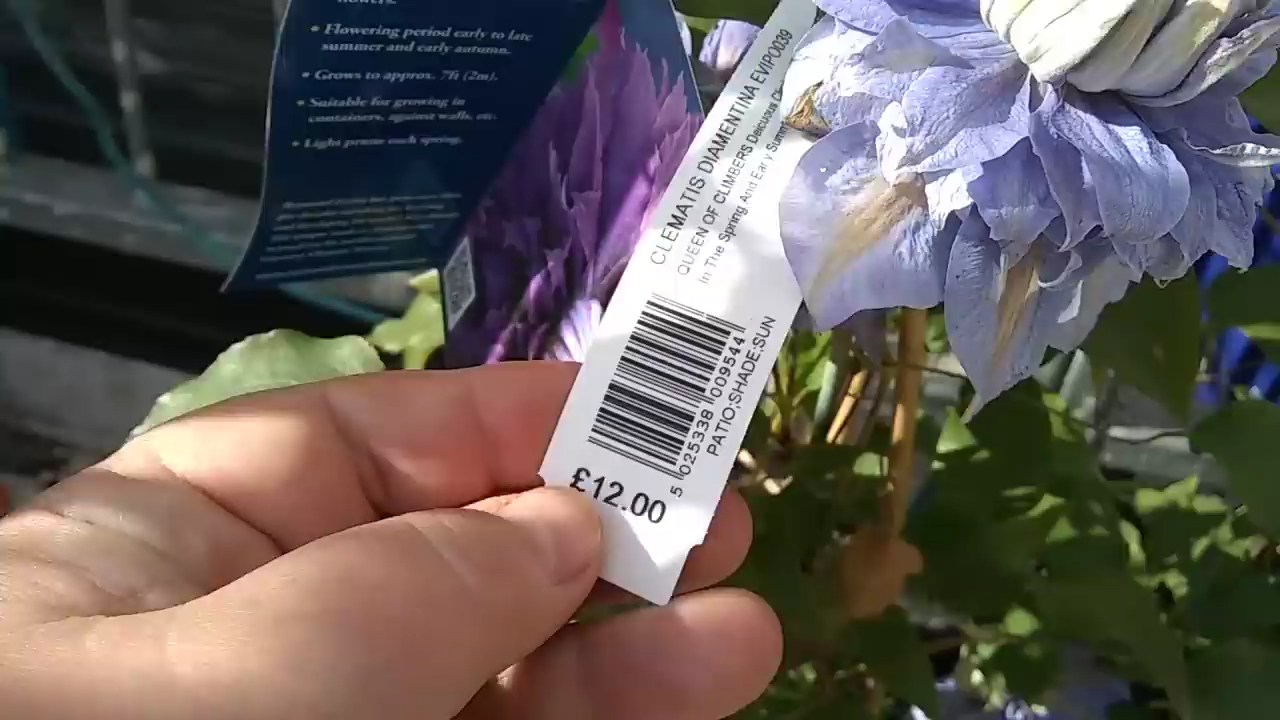 flowers.
• Flowering period early to late
summer and early autumn.
• Grows to approx. 7ft (2m).
• Suitable for growing in
containers, against walls, etc.
• Light prune each spring.
CLEMATIS DIAMENTINA EVIPO039
QUEEN OF CLIMBERS
In The Spring And Early
5 025338 009544
PATIO;SHADE;SUN
£12.00